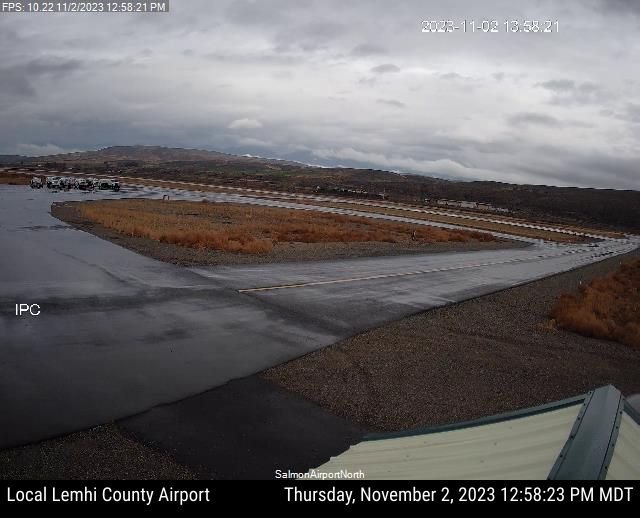 FPS: 10.22 11/2/2023 12:58:21 PM
2023-11-02 13:58:21
IPC
SalmonAirportNorth
Local Lemhi County Airport
Thursday, November 2, 2023 12:58:23 PM MDT